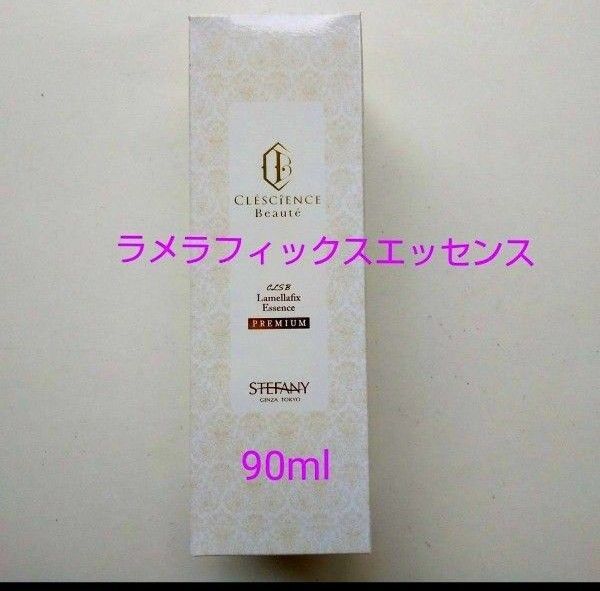 CLÉSCIENCE
Beauté
ラメラフィックスエッセンス
CLSB
Lamellafix
Essence
PREMIUM
STEFANY
GINZA TOKYO
90ml